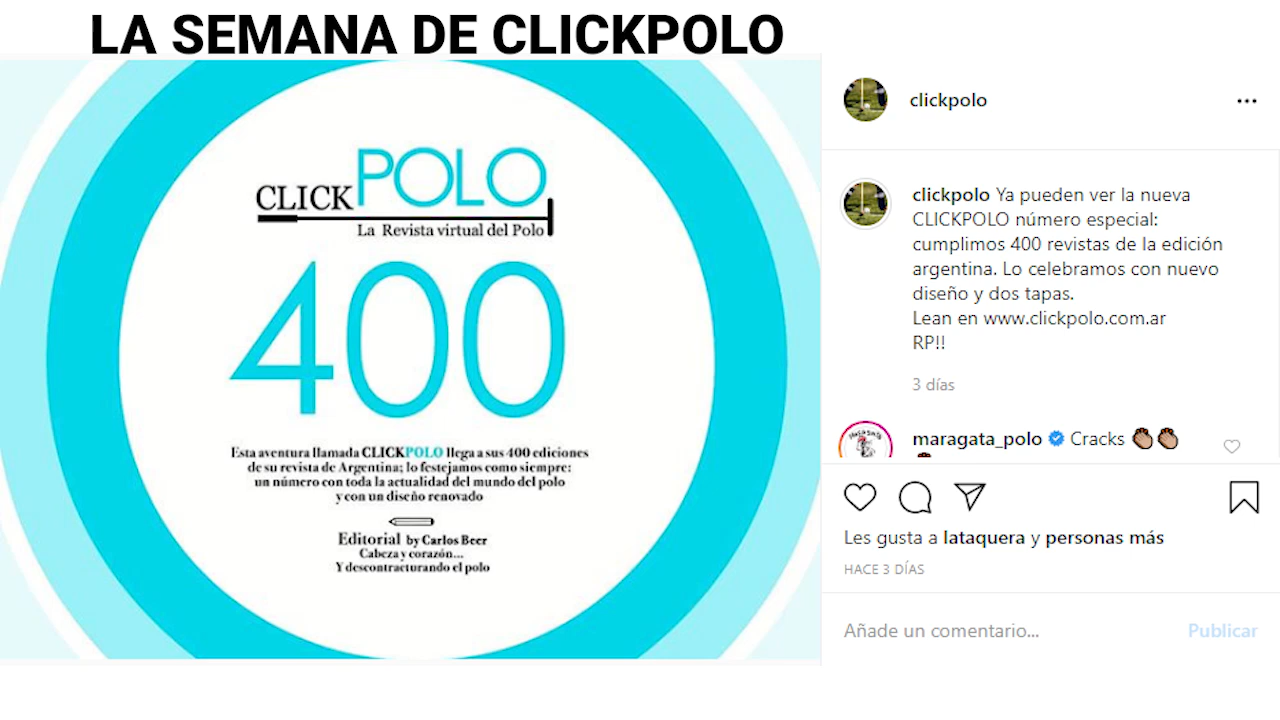 LA SEMANA DE CLICKPOLO
CLICKPOLO
La Revista virtual del Polo
400
Esta aventura llamada CLICKPOLO llega a sus 400 ediciones
de su revista de Argentina; lo festejamos como siempre:
un número con toda la actualidad del mundo del polo
y con un diseño renovado
Editorial by Carlos Beer
Cabeza y corazón...
Y descontracturando el polo
clickpolo
clickpolo Ya pueden ver la nueva
CLICKPOLO número especial:
cumplimos 400 revistas de la edición
argentina. Lo celebramos con nuevo
diseño y dos tapas.
Lean en www.clickpolo.com.ar
RP!!
3 días
maragata_polo Cracks
Les gusta a lataquera y personas más
HACE 3 DÍAS
Añade un comentario...
Publicar